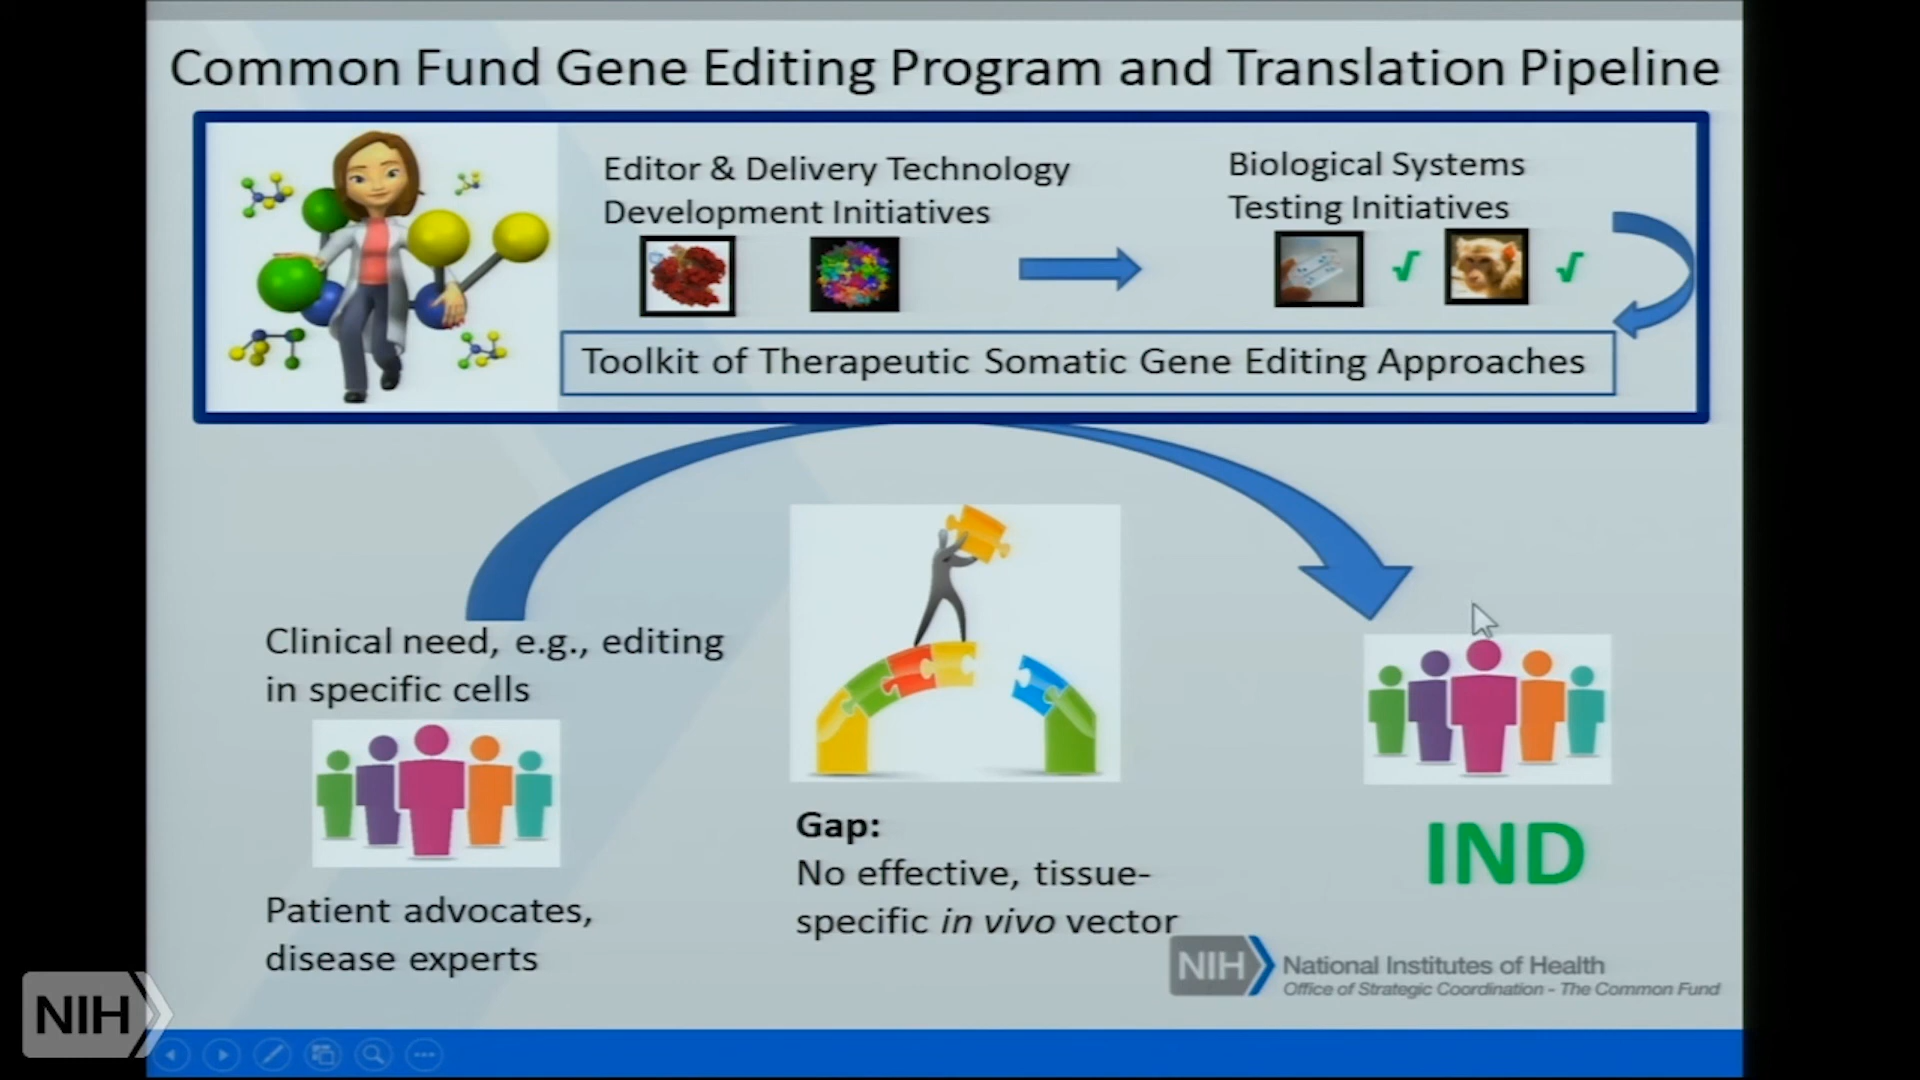 Common Fund Gene Editing Program and Translation Pipeline
Editor & Delivery Technology
Development Initiatives
Biological Systems
Testing Initiatives
√ √
Toolkit of Therapeutic Somatic Gene Editing Approaches
Clinical need, e.g., editing
in specific cells
Patient advocates,
disease experts
Gap:
No effective, tissue-
specific in vivo vector
IND
NIH National Institutes of Health
Office of Strategic Coordination - The Common Fund
NIH